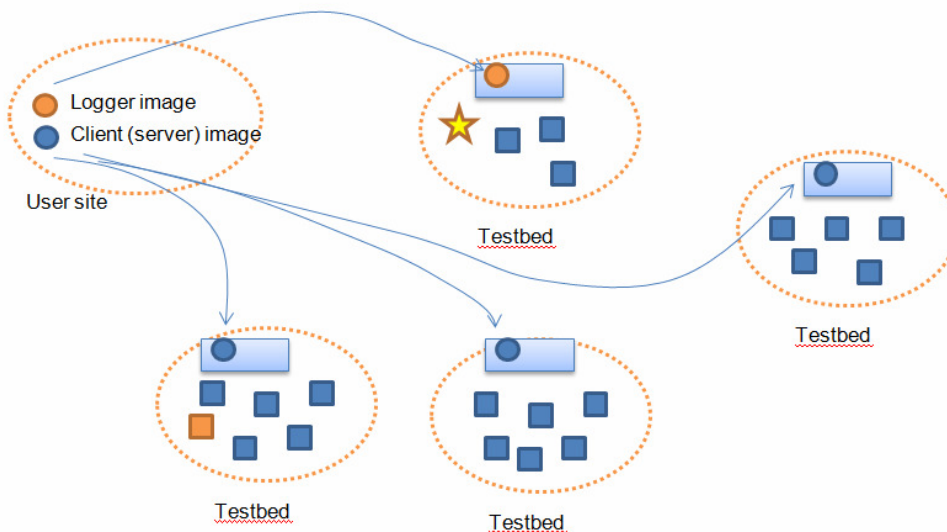 Logger image
Client (server) image
User site
Testbed
Testbed
Testbed
Testbed